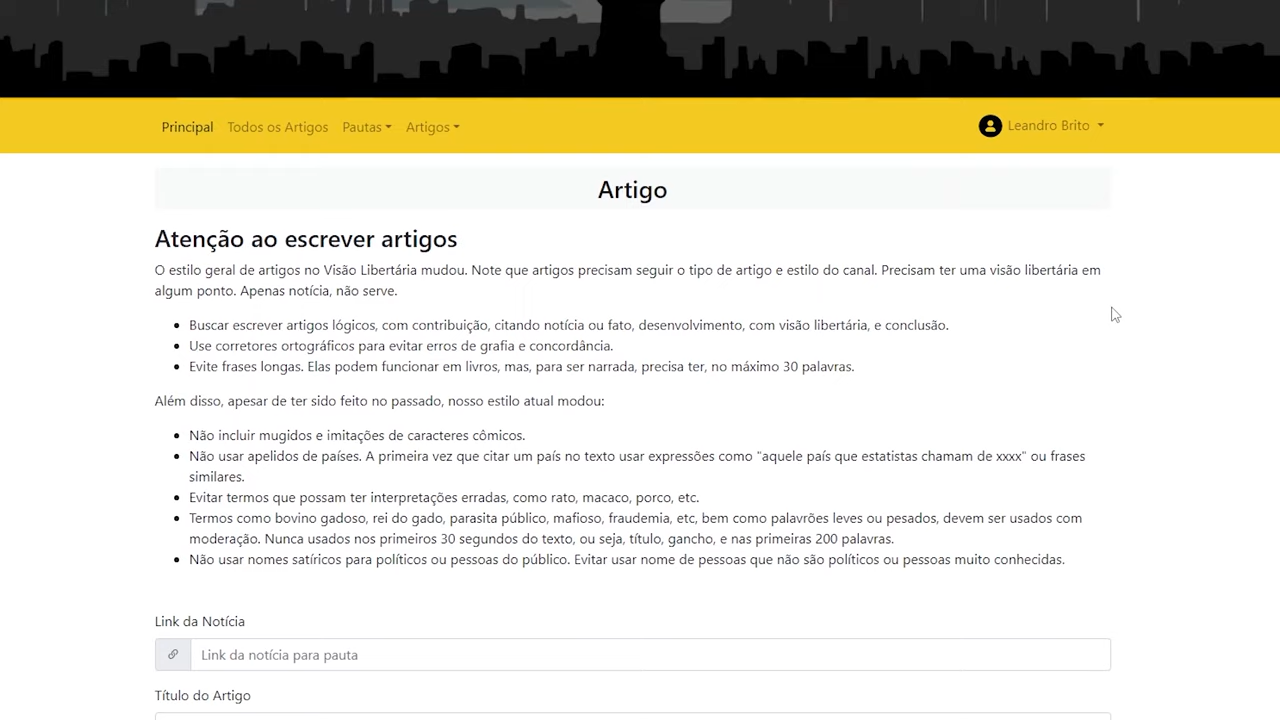 Principal Todos os Artigos Pautas Artigos Leandro Brito
Artigo
Atenção ao escrever artigos
O estilo geral de artigos no Visão Libertária mudou. Note que artigos precisam seguir o tipo de artigo e estilo do canal. Precisam ter uma visão libertária em
algum ponto. Apenas notícia, não serve.
Buscar escrever artigos lógicos, com contribuição, citando notícia ou fato, desenvolvimento, com visão libertária, e conclusão.
Use corretores ortográficos para evitar erros de grafia e concordância.
Evite frases longas. Elas podem funcionar em livros, mas, para ser narrada, precisa ter, no máximo 30 palavras.
Além disso, apesar de ter sido feito no passado, nosso estilo atual modou:
Não incluir mugidos e imitações de caracteres cômicos.
Não usar apelidos de países. A primeira vez que citar um país no texto usar expressões como "aquele país que estatistas chamam de xxxx" ou frases
similares.
Evitar termos que possam ter interpretações erradas, como rato, macaco, porco, etc.
Termos como bovino gadoso, rei do gado, parasita público, mafioso, fraudemia, etc, bem como palavrões leves ou pesados, devem ser usados com
moderação. Nunca usados nos primeiros 30 segundos do texto, ou seja, título, gancho, e nas primeiras 200 palavras.
Não usar nomes satíricos para políticos ou pessoas do público. Evitar usar nome de pessoas que não são políticos ou pessoas muito conhecidas.
Link da Notícia
Link da notícia para pauta
Título do Artigo